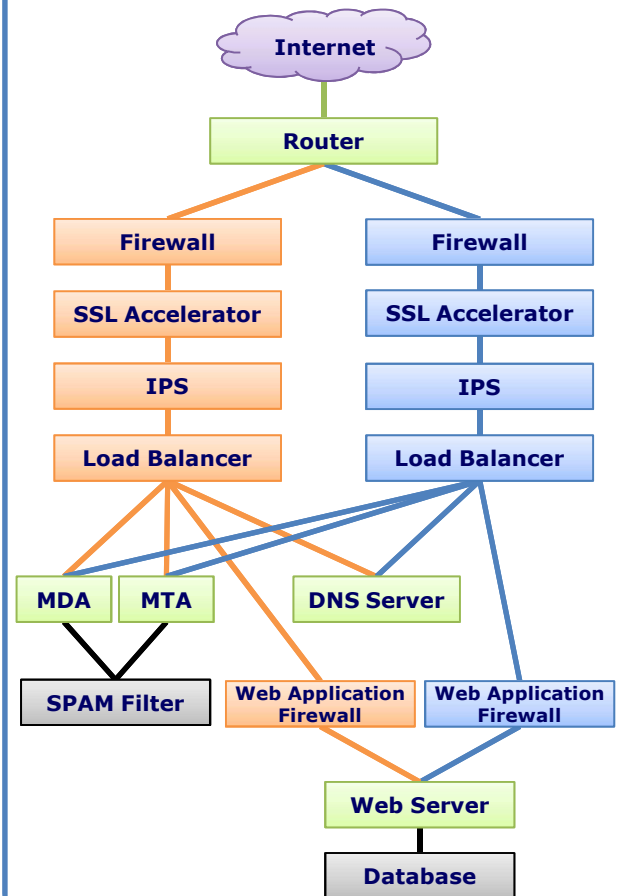 Internet
Router
Firewall
Firewall
SSL Accelerator
SSL Accelerator
IPS
IPS
Load Balancer
Load Balancer
MDA
MTA
DNS Server
SPAM Filter
Web Application
Firewall
Web Application
Firewall
Web Server
Database